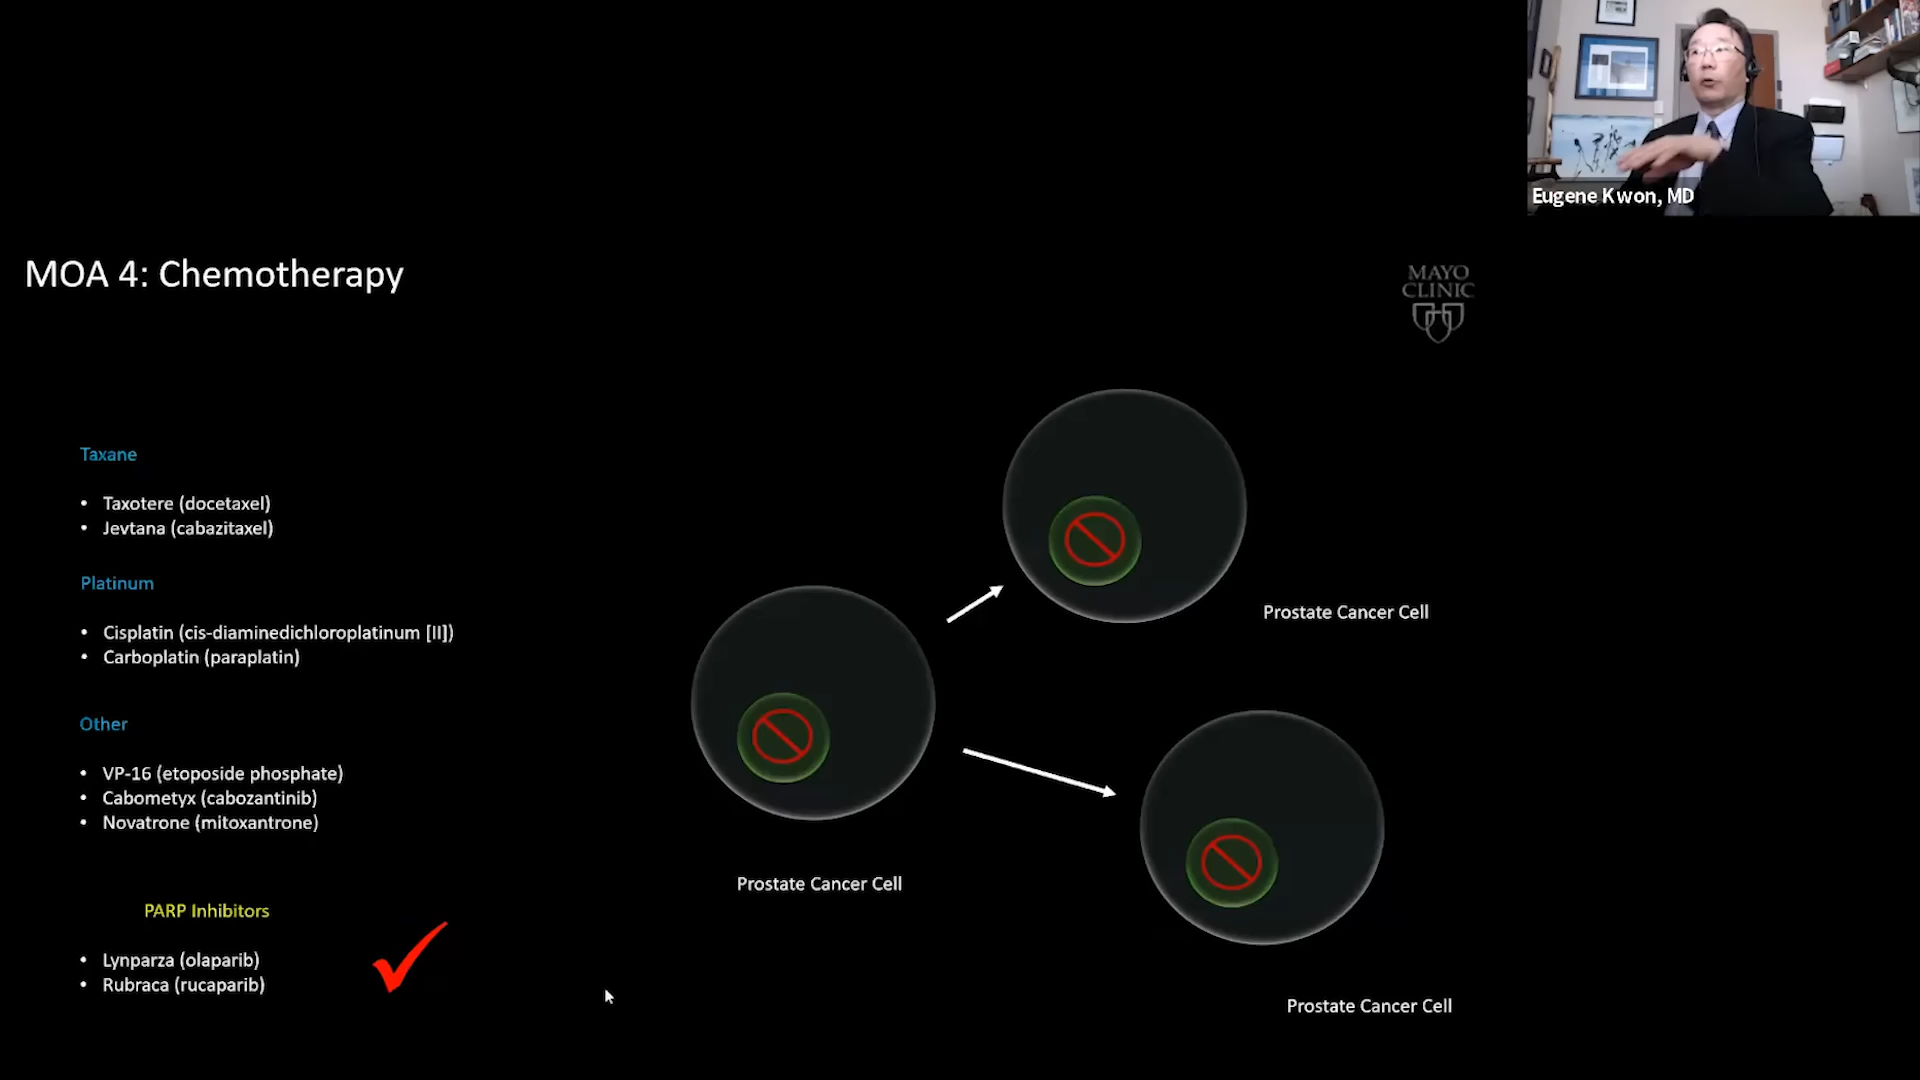 Eugene Kwon, MD
MOA 4: Chemotherapy
MAYO
CLINIC
Taxane
• Taxotere (docetaxel)
• Jevtana (cabazitaxel)
Platinum
• Cisplatin (cis-diaminedichloroplatinum [II])
• Carboplatin (paraplatin)
Other
• VP-16 (etoposide phosphate)
• Cabometyx (cabozantinib)
• Novatrone (mitoxantrone)
PARP Inhibitors
• Lynparza (olaparib)
• Rubraca (rucaparib)
Prostate Cancer Cell
Prostate Cancer Cell
Prostate Cancer Cell